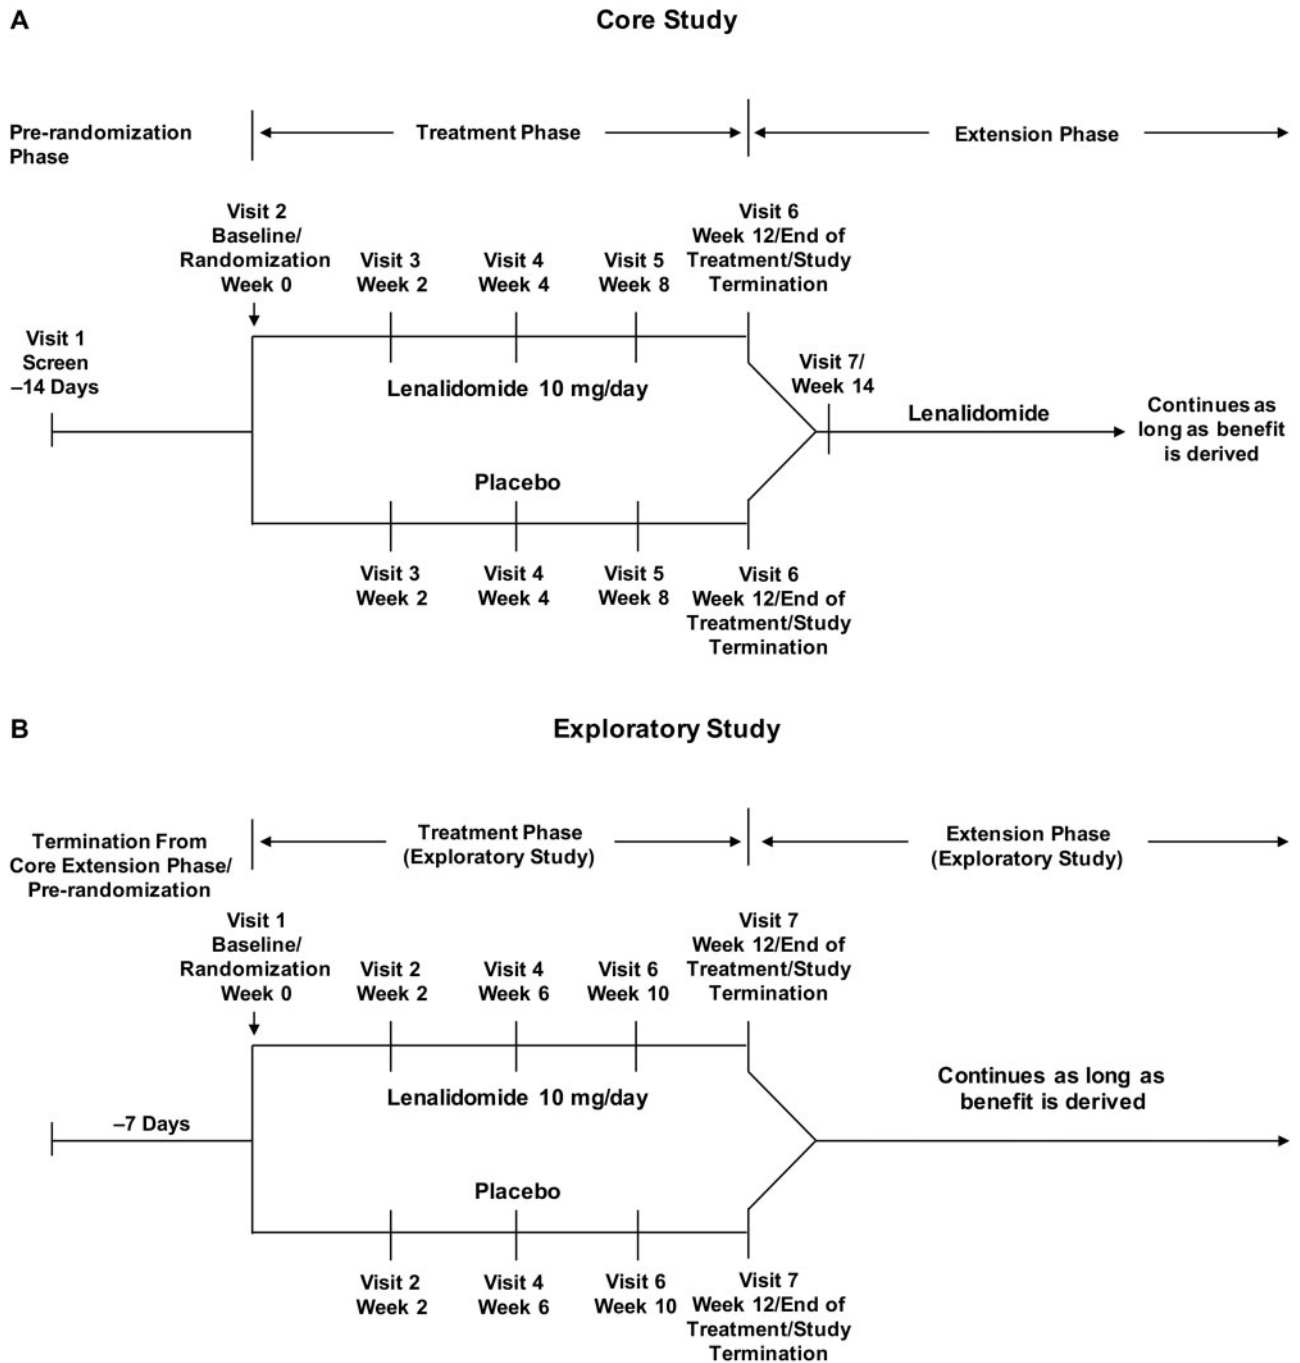 A
Core Study
Pre-randomization
Phase
Treatment Phase
Extension Phase
Visit 2
Baseline/
Randomization
Week 0
Visit 3
Week 2
Visit 4
Week 4
Visit 5
Week 8
Visit 6
Week 12/End of
Treatment/Study
Termination
Visit 1
Screen
–14 Days
Lenalidomide 10 mg/day
Visit 7/
Week 14
Lenalidomide
Continues as
long as benefit
is derived
Placebo
Visit 3
Week 2
Visit 4
Week 4
Visit 5
Week 8
Visit 6
Week 12/End of
Treatment/Study
Termination
B
Exploratory Study
Termination From
Core Extension Phase/
Pre-randomization
Treatment Phase
(Exploratory Study)
Extension Phase
(Exploratory Study)
Visit 1
Baseline/
Randomization
Week 0
Visit 2
Week 2
Visit 4
Week 6
Visit 6
Week 10
Visit 7
Week 12/End of
Treatment/Study
Termination
–7 Days
Lenalidomide 10 mg/day
Continues as long as
benefit is derived
Placebo
Visit 2
Week 2
Visit 4
Week 6
Visit 6
Week 10
Visit 7
Week 12/End of
Treatment/Study
Termination